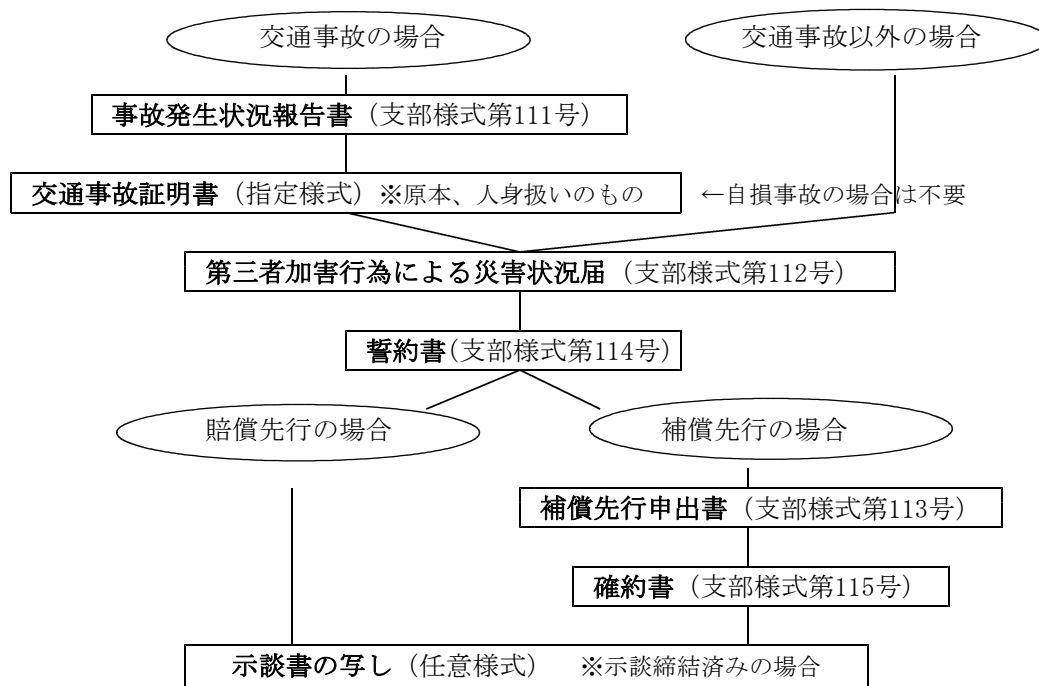 交通事故の場合
交通事故以外の場合
事故発生状況報告書（支部様式第111号）
交通事故証明書（指定様式）※原本、人身扱いのもの　←自損事故の場合は不要
第三者加害行為による災害状況届（支部様式第112号）
誓約書(支部様式第114号)
賠償先行の場合
補償先行の場合
補償先行申出書（支部様式第113号）
確約書（支部様式第115号）
示談書の写し（任意様式）　※示談締結済みの場合